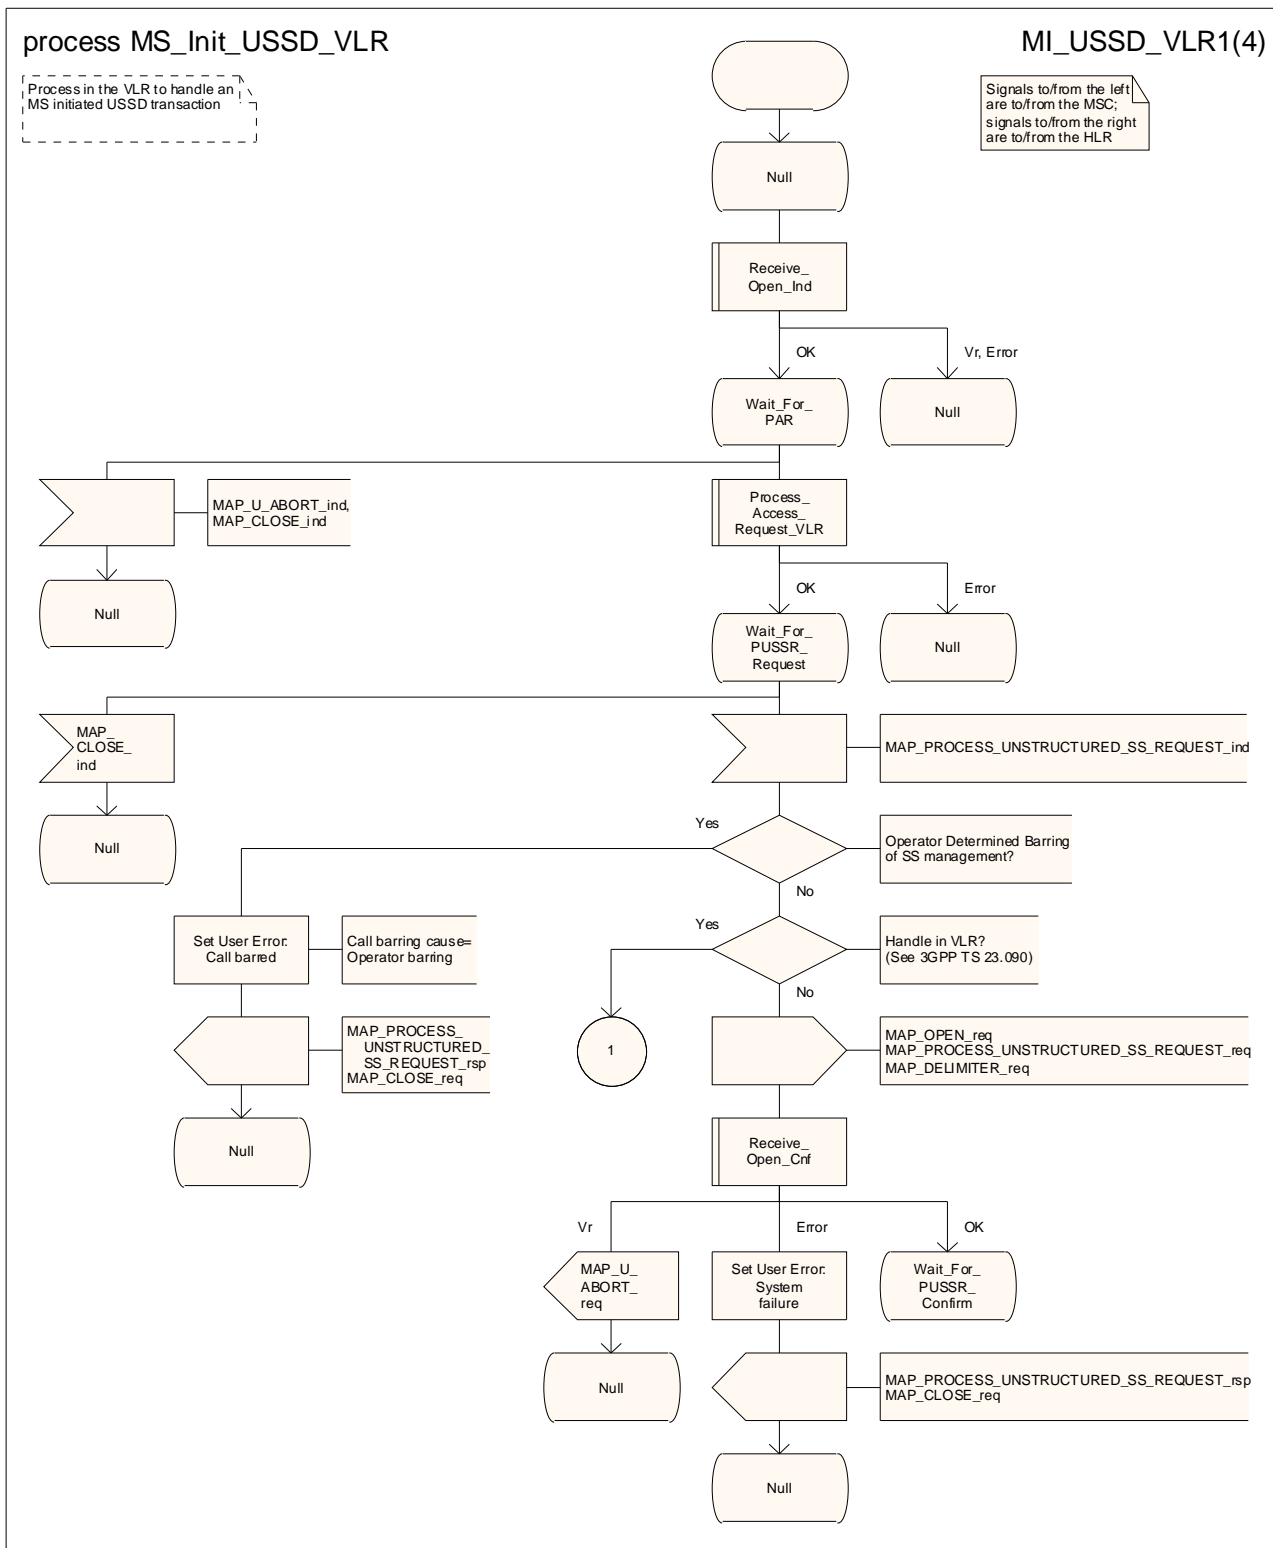 process MS_Init_USSD_VLR
MI_USSD_VLR1(4)
Process in the VLR to handle an
MS initiated USSD transaction
Signals to/from the left
are to/from the MSC;
signals to/from the right
are to/from the HLR
Null
Receive_
Open_Ind
OK
Vr, Error
Wait_For_
PAR
Null
MAP_U_ABORT_ind,
MAP_CLOSE_ind
Process_
Access_
Request_VLR
Null
OK
Error
Wait_For_
PUSSR_
Request
Null
MAP_
CLOSE_
ind
MAP_PROCESS_UNSTRUCTURED_SS_REQUEST_ind
Null
Yes
Operator Determined Barring
of SS management?
No
Set User Error:
Call barred
Call barring cause=
Operator barring
Yes
Handle in VLR?
(See 3GPP TS 23.090)
No
MAP_PROCESS_
UNSTRUCTURED_
SS_REQUEST_rsp
MAP_CLOSE_req
1
MAP_OPEN_req
MAP_PROCESS_UNSTRUCTURED_SS_REQUEST_req
MAP_DELIMITER_req
Null
Receive_
Open_Cnf
Vr
Error
OK
MAP_U_
ABORT_
req
Set User Error:
System
failure
Wait_For_
PUSSR_
Confirm
Null
MAP_PROCESS_UNSTRUCTURED_SS_REQUEST_rsp
MAP_CLOSE_req
Null